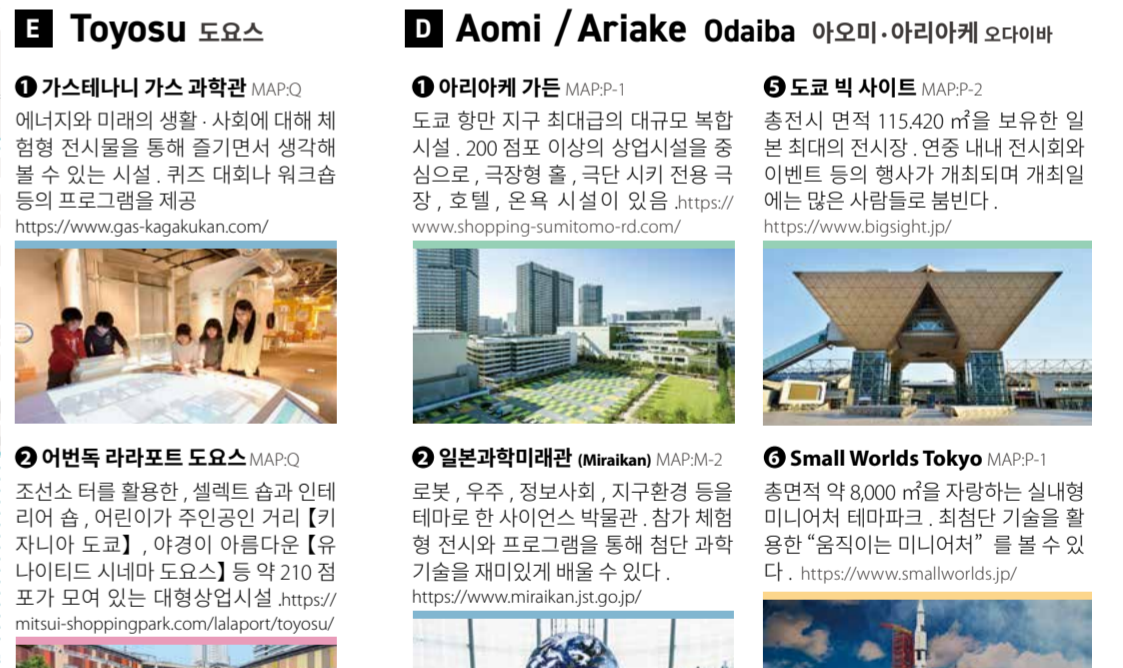 E Toyosu 도요스
❶ 가스테나니 가스 과학관 MAP:Q
에너지와 미래의 생활 · 사회에 대해 체
험형 전시물을 통해 즐기면서 생각해
볼 수 있는 시설 . 퀴즈 대회나 워크숍
등의 프로그램을 제공
https://www.gas-kagakukan.com/
❷ 어번독 라라포트 도요스 MAP:Q
조선소 터를 활용한 , 셀렉트 숍과 인테
리어 숍 , 어린이가 주인공인 거리【키
자니아 도쿄】, 야경이 아름다운【유
나이티드 시네마 도요스】등 약 210 점
포가 모여 있는 대형상업시설 .https://
mitsui-shoppingpark.com/lalaport/toyosu/
D Aomi / Ariake Odaiba 아오미·아리아케 오다이바
❶ 아리아케 가든 MAP:P-1
도쿄 항만 지구 최대급의 대규모 복합
시설 . 200 점포 이상의 상업시설을 중
심으로 , 극장형 홀 , 극단 시키 전용 극
장 , 호텔 , 온욕 시설이 있음 .https://
www.shopping-sumitomo-rd.com/
❷ 일본과학미래관 (Miraikan) MAP:M-2
로봇 , 우주 , 정보사회 , 지구환경 등을
테마로 한 사이언스 박물관 . 참가 체험
형 전시와 프로그램을 통해 첨단 과학
기술을 재미있게 배울 수 있다 .
https://www.miraikan.jst.go.jp/
❺ 도쿄 빅 사이트 MAP:P-2
총전시 면적 115.420 ㎡을 보유한 일
본 최대의 전시장 . 연중 내내 전시회와
이벤트 등의 행사가 개최되며 개최일
에는 많은 사람들로 붐빈다 .
https://www.bigsight.jp/
❻ Small Worlds Tokyo MAP:P-1
총면적 약 8,000 ㎡을 자랑하는 실내형
미니어처 테마파크 . 최첨단 기술을 활
용한 “움직이는 미니어처” 를 볼 수 있
다 . https://www.smallworlds.jp/